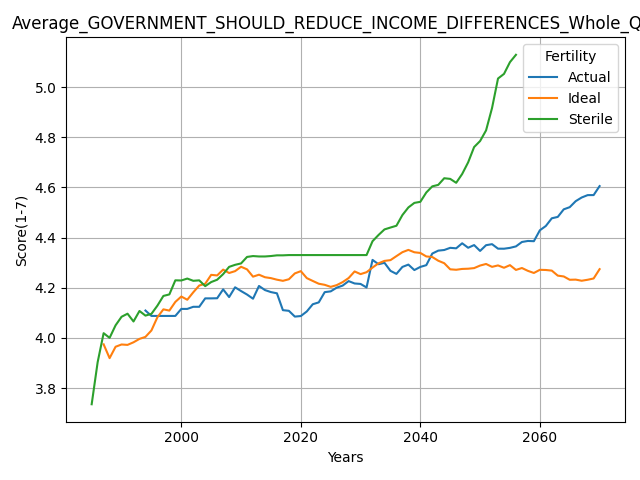 Average_GOVERNMENT_SHOULD_REDUCE_INCOME_DIFFERENCES_Whole_Q
Fertility
Actual
Ideal
Sterile
5.0
4.8
4.6
4.4
4.2
4.0
3.8
Score(1-7)
2000 2020 2040 2060
Years